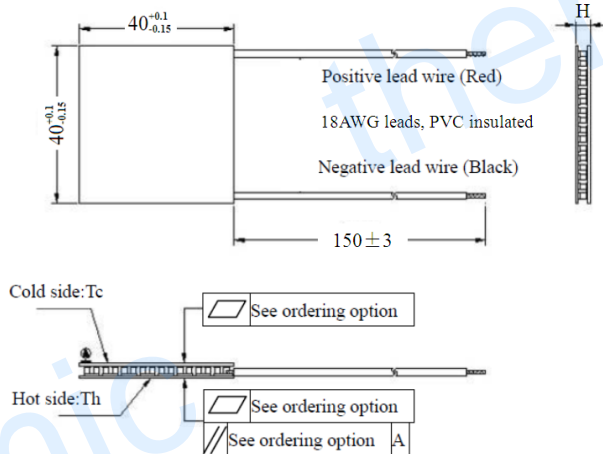 40+0.1-0.15
H
40+0.1-0.15
Positive lead wire (Red)
18AWG leads, PVC insulated
Negative lead wire (Black)
150±3
Cold side:Tc
See ordering option
A
Hot side:Th
See ordering option
See ordering option A
ther
mic